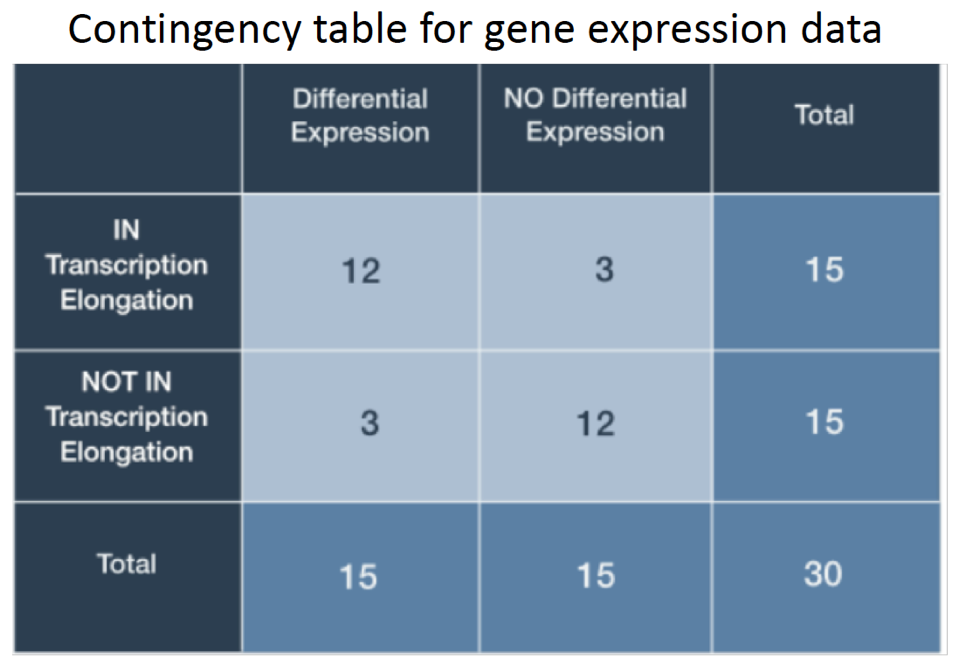 Contingency table for gene expression data
Differential
Expression
NO Differential
Expression
Total
IN
Transcription
Elongation
12
3
15
NOT IN
Transcription
Elongation
3
12
15
Total
15
15
30